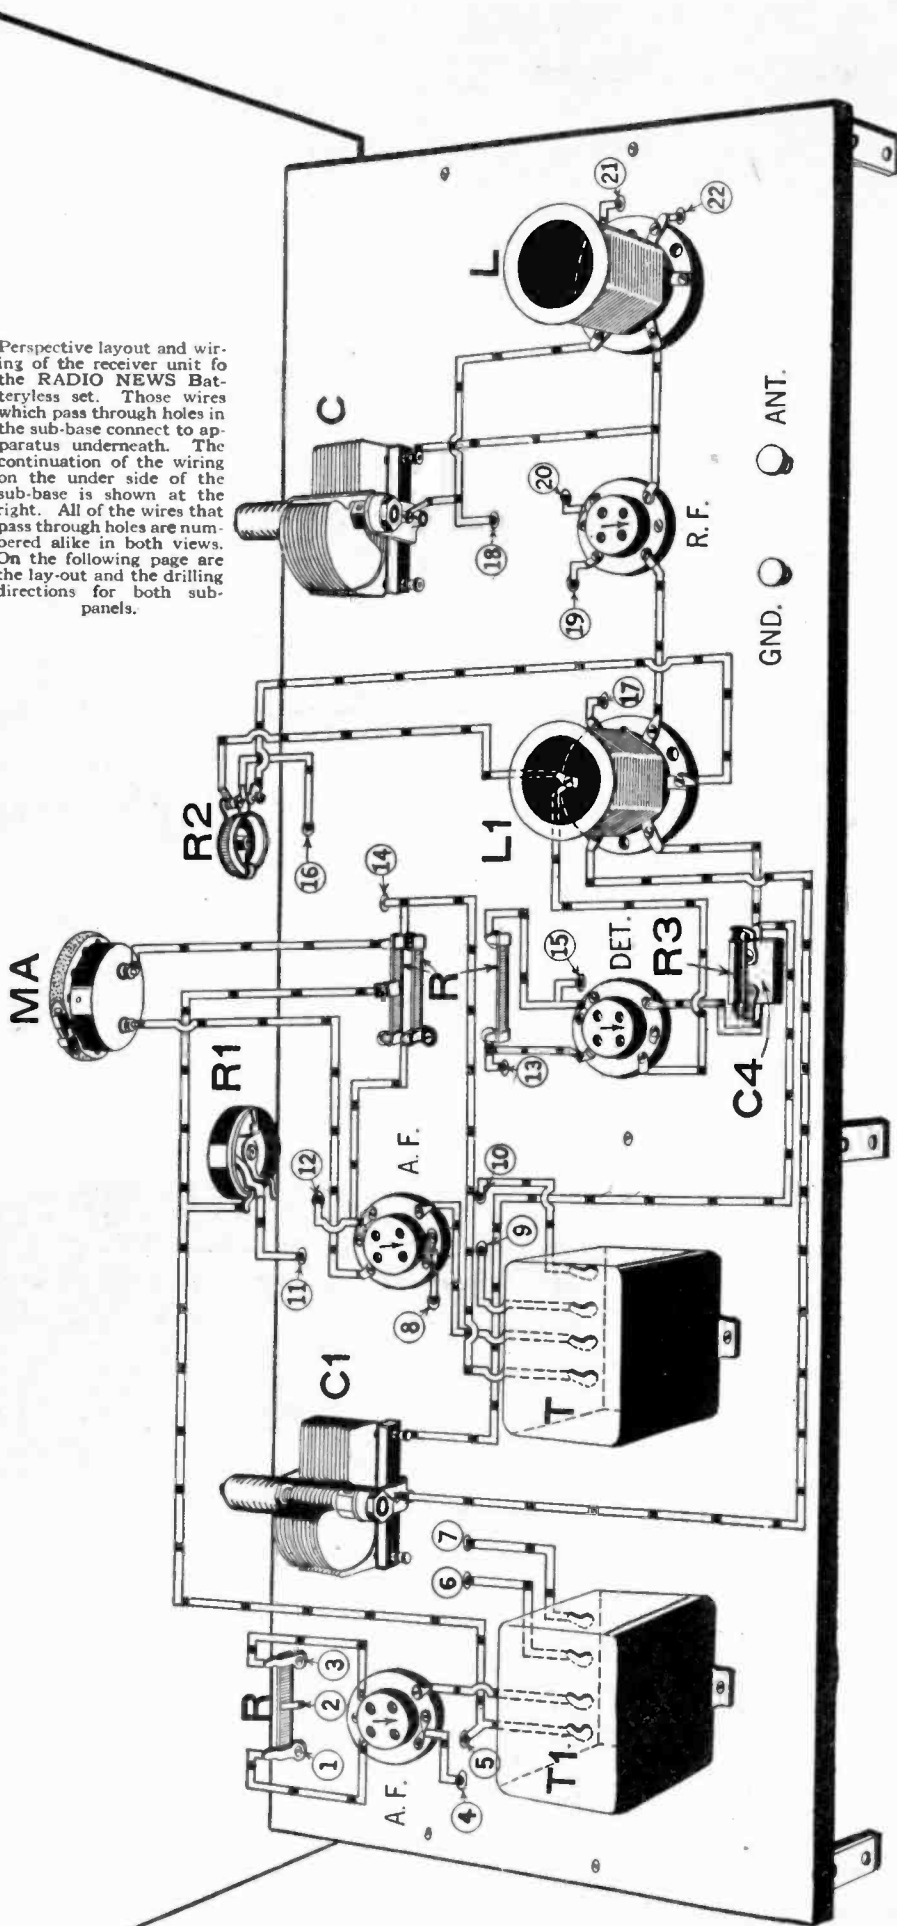 Perspective layout and wir-
ing of the receiver unit fo
the RADIO NEWS Bat-
teryless set. Those wires
which pass through holes in
the sub-base connect to ap-
paratus underneath. The
continuation of the wiring
on the under side of the
sub-base is shown at the
right. All of the wires that
pass through holes are num-
bered alike in both views.
On the following page are
the lay-out and the drilling
directions for both sub-
panels.
MA
R2
R1
R
C
C1
1
2
3
11
12
16
14
A.F.
4
5
6
7
8
A.F.
9
10
R
13
15
DET.
L1
18
19
20
L
21
22
17
R.F.
T1
T
C4
R3
GND.
ANT.